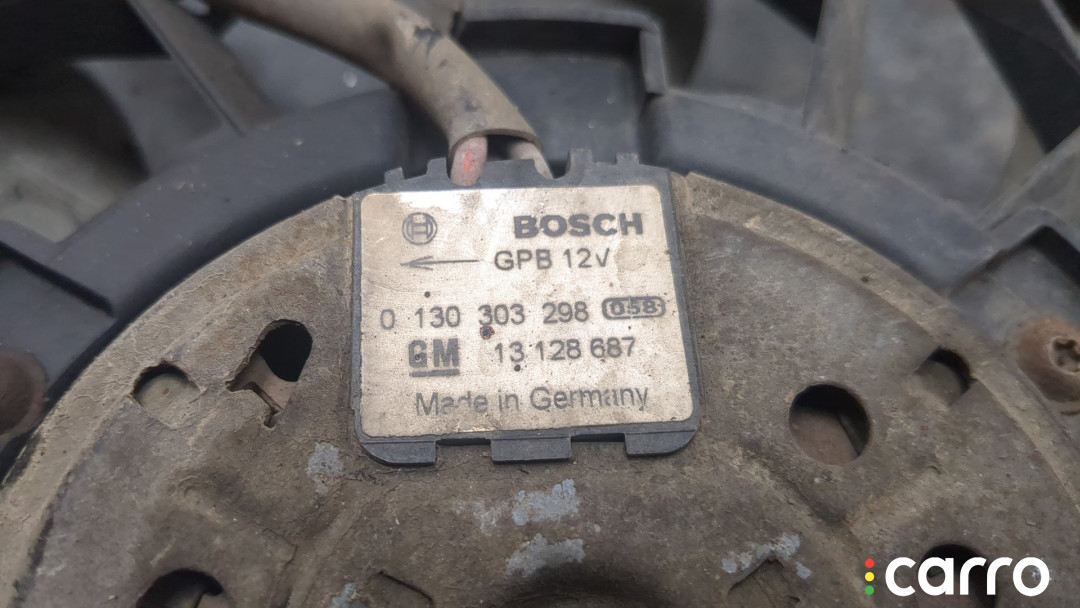 BOSCH
GPB 12V
0 130 303 298 058
GM 13 128 687
Made in Germany
carro